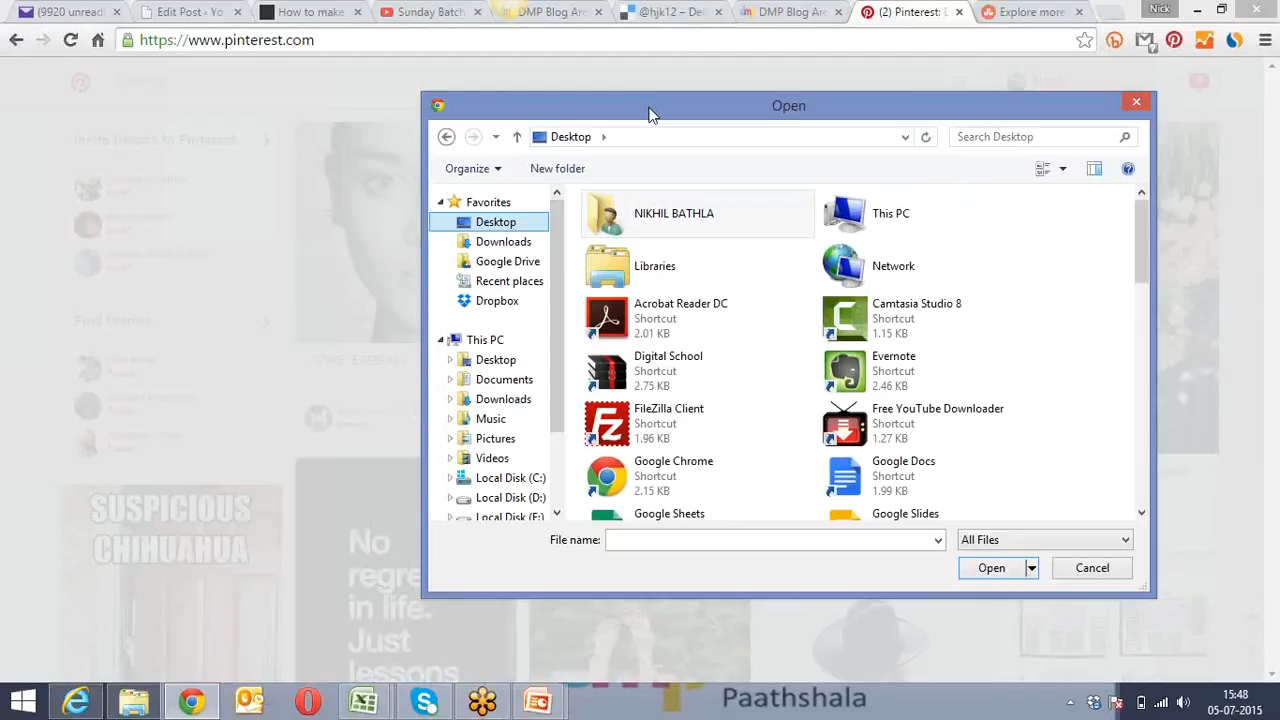 (9920 unread
Edit Post ‹ Yo
How to make
Sunday Batch
DMP Blog Are
@hjk12 – Del
DMP Blog Are
(2) Pinterest: D
Explore more
Nick
https://www.pinterest.com
Open
Desktop
Search Desktop
Organize
New folder
Favorites
Desktop
Downloads
Google Drive
Recent places
Dropbox
This PC
Desktop
Documents
Downloads
Music
Pictures
Videos
Local Disk (C:)
Local Disk (D:)
Local Disk (E:)
NIKHIL BATHLA
This PC
Libraries
Network
Acrobat Reader DC
Shortcut
2.01 KB
Camtasia Studio 8
Shortcut
1.15 KB
Digital School
Shortcut
2.75 KB
Evernote
Shortcut
2.46 KB
FileZilla Client
Shortcut
1.96 KB
Free YouTube Downloader
Shortcut
1.27 KB
Google Chrome
Shortcut
2.15 KB
Google Docs
Shortcut
1.99 KB
Google Sheets
Google Slides
File name:
All Files
Open
Cancel
Invite friends to Pinterest
Find friends
SUSPICIOUS
CHIHUAHUA
No
regre
in life.
Just
lessons
Paathshala
15:48
05-07-2015